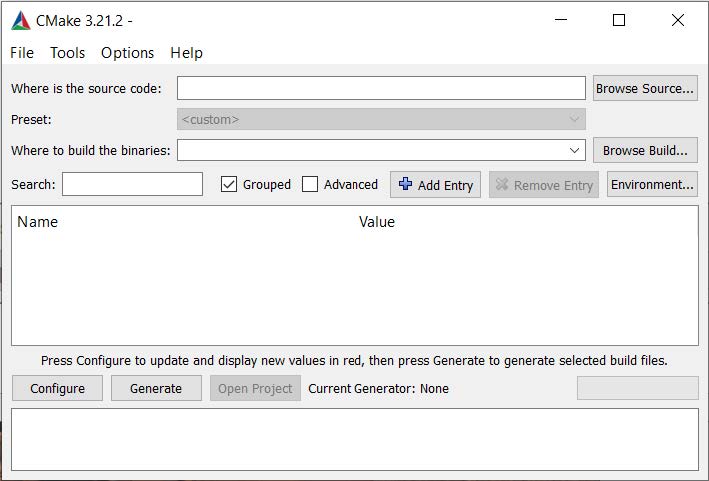 CMake 3.21.2 -
File Tools Options Help
Where is the source code: Browse Source...
Preset: <custom>
Where to build the binaries: Browse Build...
Search: Grouped Advanced Add Entry Remove Entry Environment...
Name Value
Press Configure to update and display new values in red, then press Generate to generate selected build files.
Configure Generate Open Project Current Generator: None